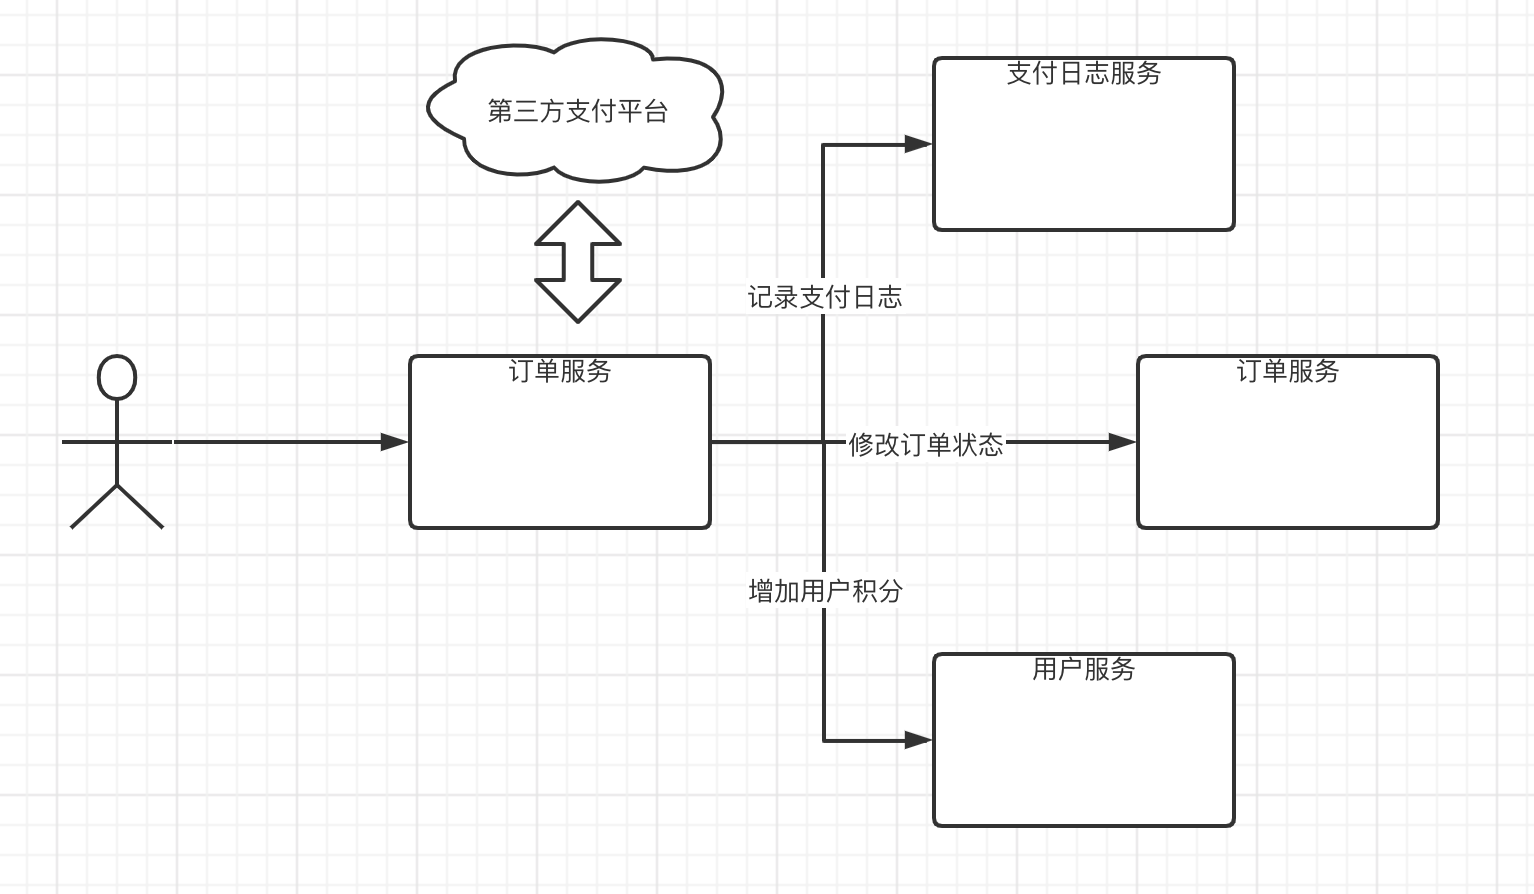 第三方支付平台
支付日志服务
记录支付日志
订单服务
订单服务
修改订单状态
增加用户积分
用户服务